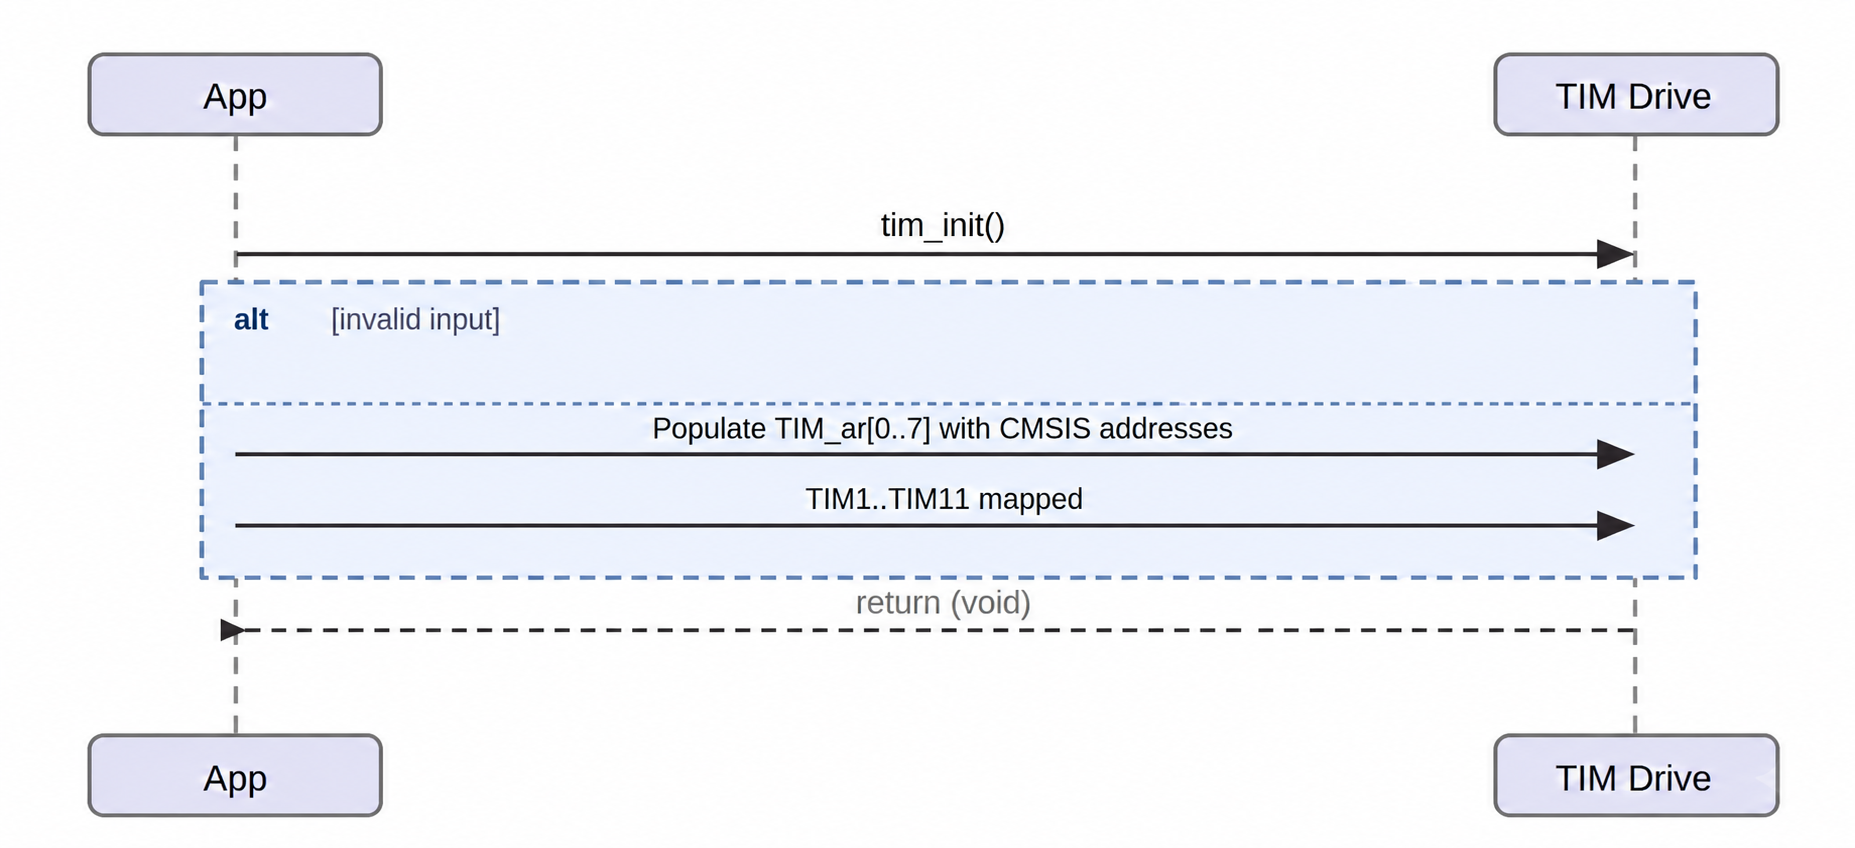 App
TIM Drive
tim_init()
alt [invalid input]
Populate TIM_ar[0..7] with CMSIS addresses
TIM1..TIM11 mapped
return (void)
App
TIM Drive